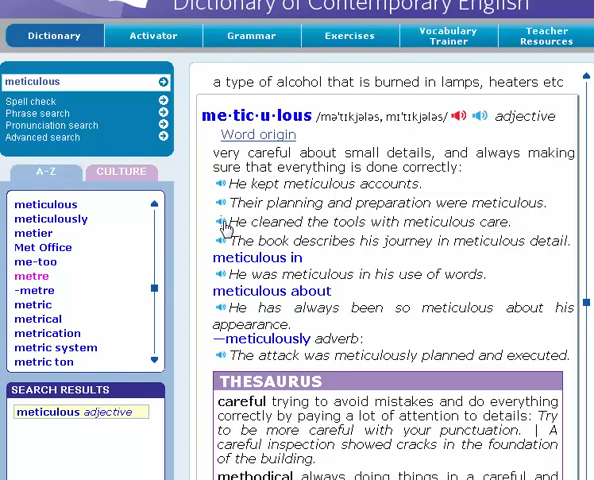 Dictionary of Contemporary English
Dictionary
Activator
Grammar
Exercises
Vocabulary
Trainer
Teacher
Resources
meticulous
Spell check
Phrase search
Pronunciation search
Advanced search
A-Z
CULTURE
meticulous
meticulously
metier
Met Office
me-too
metre
-metre
metric
metrical
metrication
metric system
metric ton
SEARCH RESULTS
meticulous adjective
a type of alcohol that is burned in lamps, heaters etc
me·tic·u·lous /məˈtɪkjələs, mɪˈtɪkjələs/ adjective
Word origin
very careful about small details, and always making
sure that everything is done correctly:
He kept meticulous accounts.
Their planning and preparation were meticulous.
He cleaned the tools with meticulous care.
The book describes his journey in meticulous detail.
meticulous in
He was meticulous in his use of words.
meticulous about
He has always been so meticulous about his
appearance.
—meticulously adverb:
The attack was meticulously planned and executed.
THESAURUS
careful trying to avoid mistakes and do everything
correctly by paying a lot of attention to details: Try
to be more careful with your punctuation. | A
careful inspection showed cracks in the foundation
of the building.
methodical always doing things in a careful and